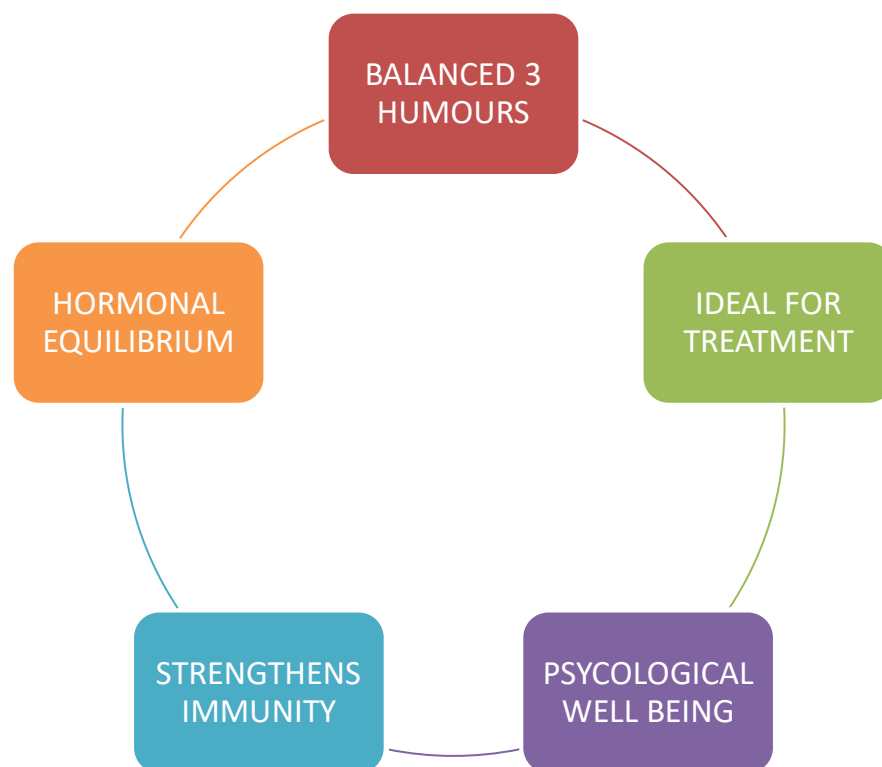 BALANCED 3
HUMOURS
IDEAL FOR
TREATMENT
PSYCOLOGICAL
WELL BEING
STRENGTHENS
IMMUNITY
HORMONAL
EQUILIBRIUM